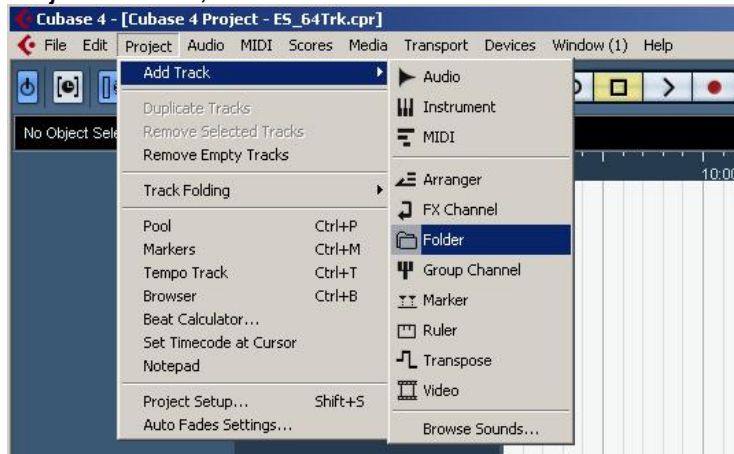 Cubase 4 - [Cubase 4 Project - ES_64Trk.cpr]
File Edit Project Audio MIDI Scores Media Transport Devices Window (1) Help
No Object Sele
10:00
Add Track
Duplicate Tracks
Remove Selected Tracks
Remove Empty Tracks
Track Folding
Pool Ctrl+P
Markers Ctrl+M
Tempo Track Ctrl+T
Browser Ctrl+B
Beat Calculator...
Set Timecode at Cursor
Notepad
Project Setup... Shift+S
Auto Fades Settings...
Audio
Instrument
MIDI
Arranger
FX Channel
Folder
Group Channel
Marker
Ruler
Transpose
Video
Browse Sounds...